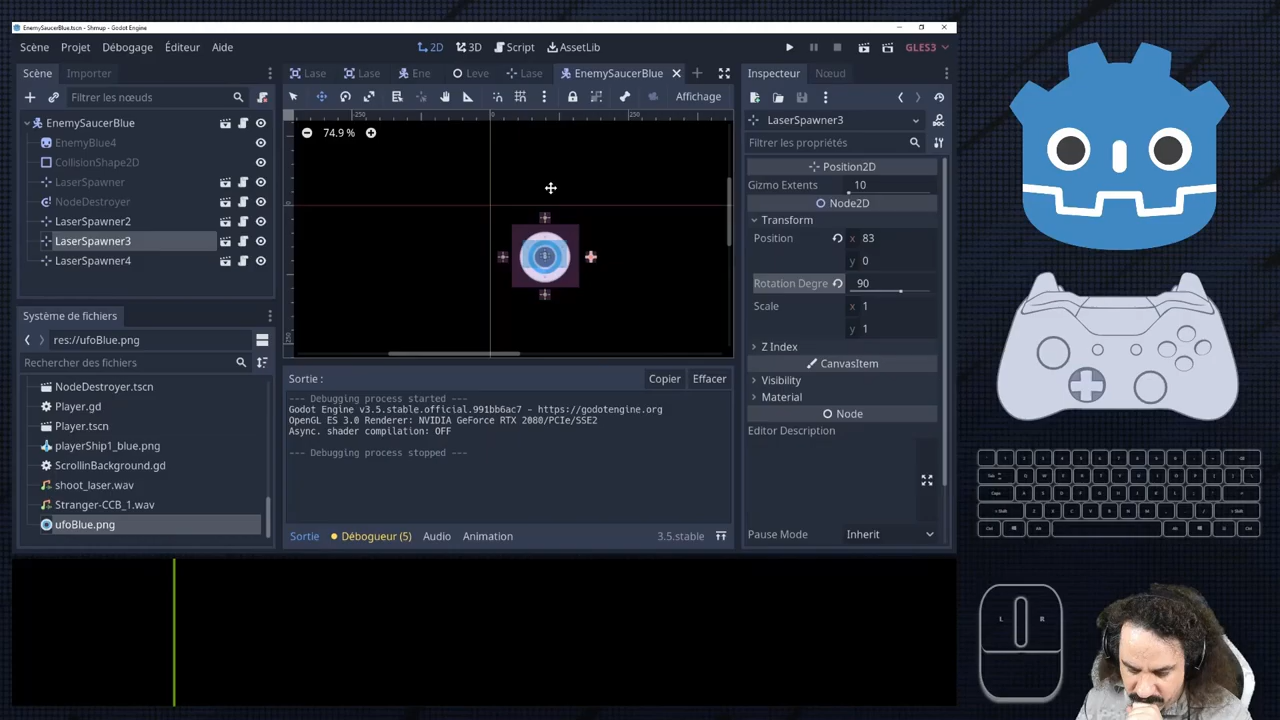 EnemySaucerBlue.tscn - Shmup - Godot Engine
Scène Projet Débogage Éditeur Aide
2D 3D Script AssetLib
GLES3
Scène Importer
Lase Lase Ene Leve Lase EnemySaucerBlue
Inspecteur Nœud
Filtrer les nœuds
Affichage
74.9 %
-250 0 250
0
250
EnemySaucerBlue
EnemyBlue4
CollisionShape2D
LaserSpawner
NodeDestroyer
LaserSpawner2
LaserSpawner3
LaserSpawner4
LaserSpawner3
Filtrer les propriétés
Position2D
Gizmo Extents 10
Node2D
Transform
Position x 83
y 0
Rotation Degre 90
Scale x 1
y 1
Z Index
CanvasItem
Visibility
Material
Node
Editor Description
Pause Mode Inherit
Système de fichiers
res://ufoBlue.png
Rechercher des fichiers
NodeDestroyer.tscn
Player.gd
Player.tscn
playerShip1_blue.png
ScrollinBackground.gd
shoot_laser.wav
Stranger-CCB_1.wav
ufoBlue.png
Sortie :
Copier Effacer
--- Debugging process started ---
Godot Engine v3.5.stable.official.991bb6ac7 - https://godotengine.org
OpenGL ES 3.0 Renderer: NVIDIA GeForce RTX 2080/PCIe/SSE2
Async. shader compilation: OFF
--- Debugging process stopped ---
Sortie Débogueur (5) Audio Animation 3.5.stable
L R